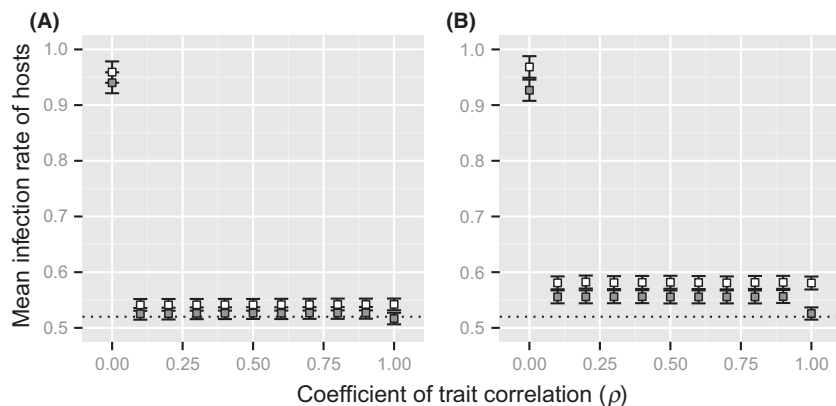 (A) (B)
Mean infection rate of hosts
1.0 1.0
0.9 0.9
0.8 0.8
0.7 0.7
0.6 0.6
0.5 0.5
0.00 0.25 0.50 0.75 1.00 0.00 0.25 0.50 0.75 1.00
Coefficient of trait correlation (ρ)